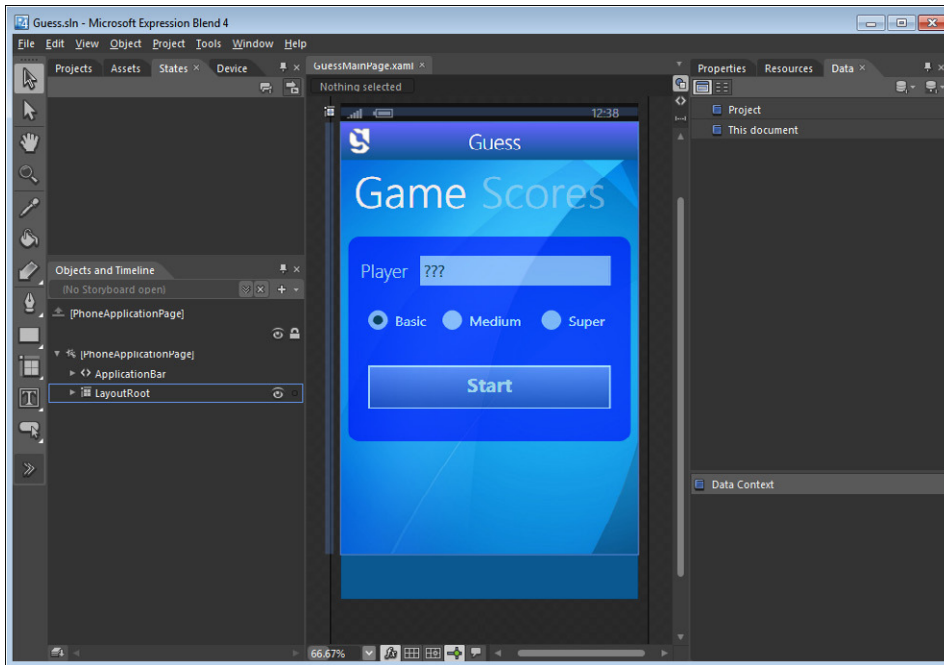 Guess.sln - Microsoft Expression Blend 4
File Edit View Object Project Tools Window Help
Projects Assets States × Device
GuessMainPage.xaml ×
Properties Resources Data ×
Nothing selected
Project
This document
12:38
Guess
Game Scores
Player ???
Basic Medium Super
Start
Objects and Timeline
(No Storyboard open)
[PhoneApplicationPage]
[PhoneApplicationPage]
ApplicationBar
LayoutRoot
Data Context
66.67%